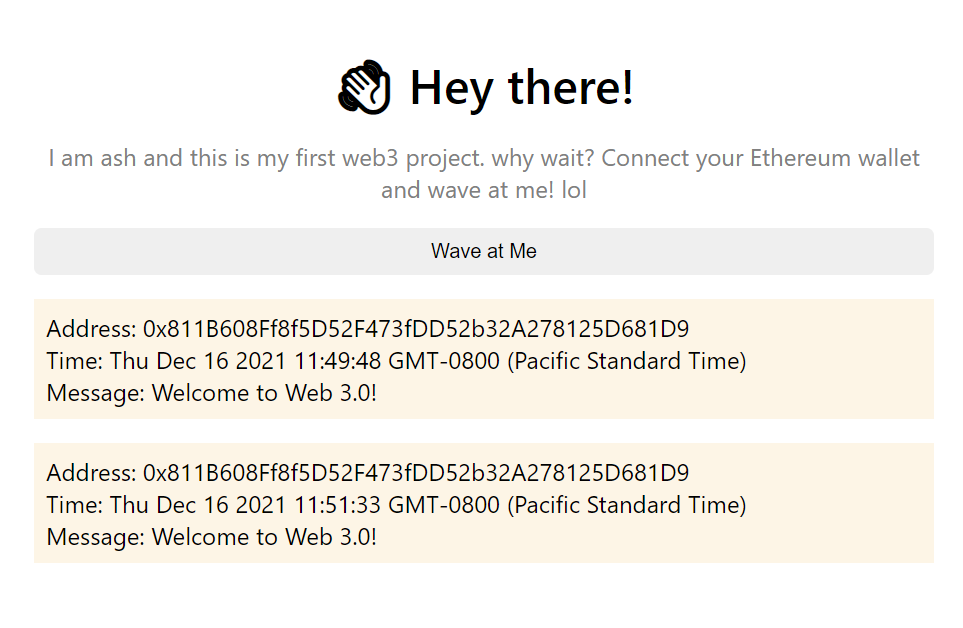 👋 Hey there!
I am ash and this is my first web3 project. why wait? Connect your Ethereum wallet
and wave at me! lol
Wave at Me
Address: 0x811B608Ff8f5D52F473fDD52b32A278125D681D9
Time: Thu Dec 16 2021 11:49:48 GMT-0800 (Pacific Standard Time)
Message: Welcome to Web 3.0!
Address: 0x811B608Ff8f5D52F473fDD52b32A278125D681D9
Time: Thu Dec 16 2021 11:51:33 GMT-0800 (Pacific Standard Time)
Message: Welcome to Web 3.0!